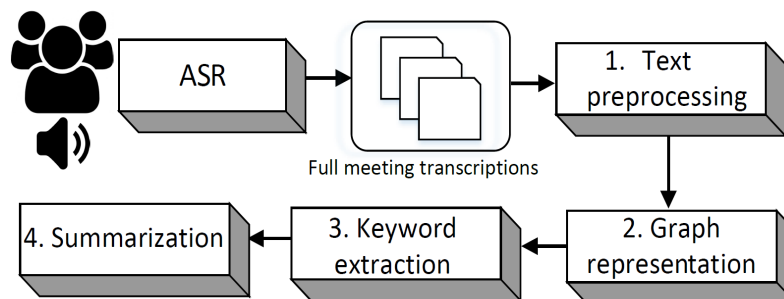 ASR
Full meeting transcriptions
1. Text
preprocessing
2. Graph
representation
3. Keyword
extraction
4. Summarization